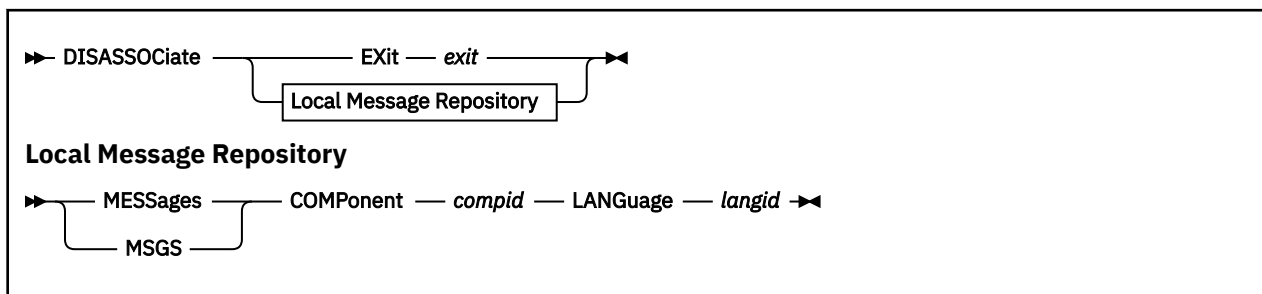 DISASSOCiate EXit exit
Local Message Repository
Local Message Repository
MESSages COMPonent compid LANGuage langid
MSGS